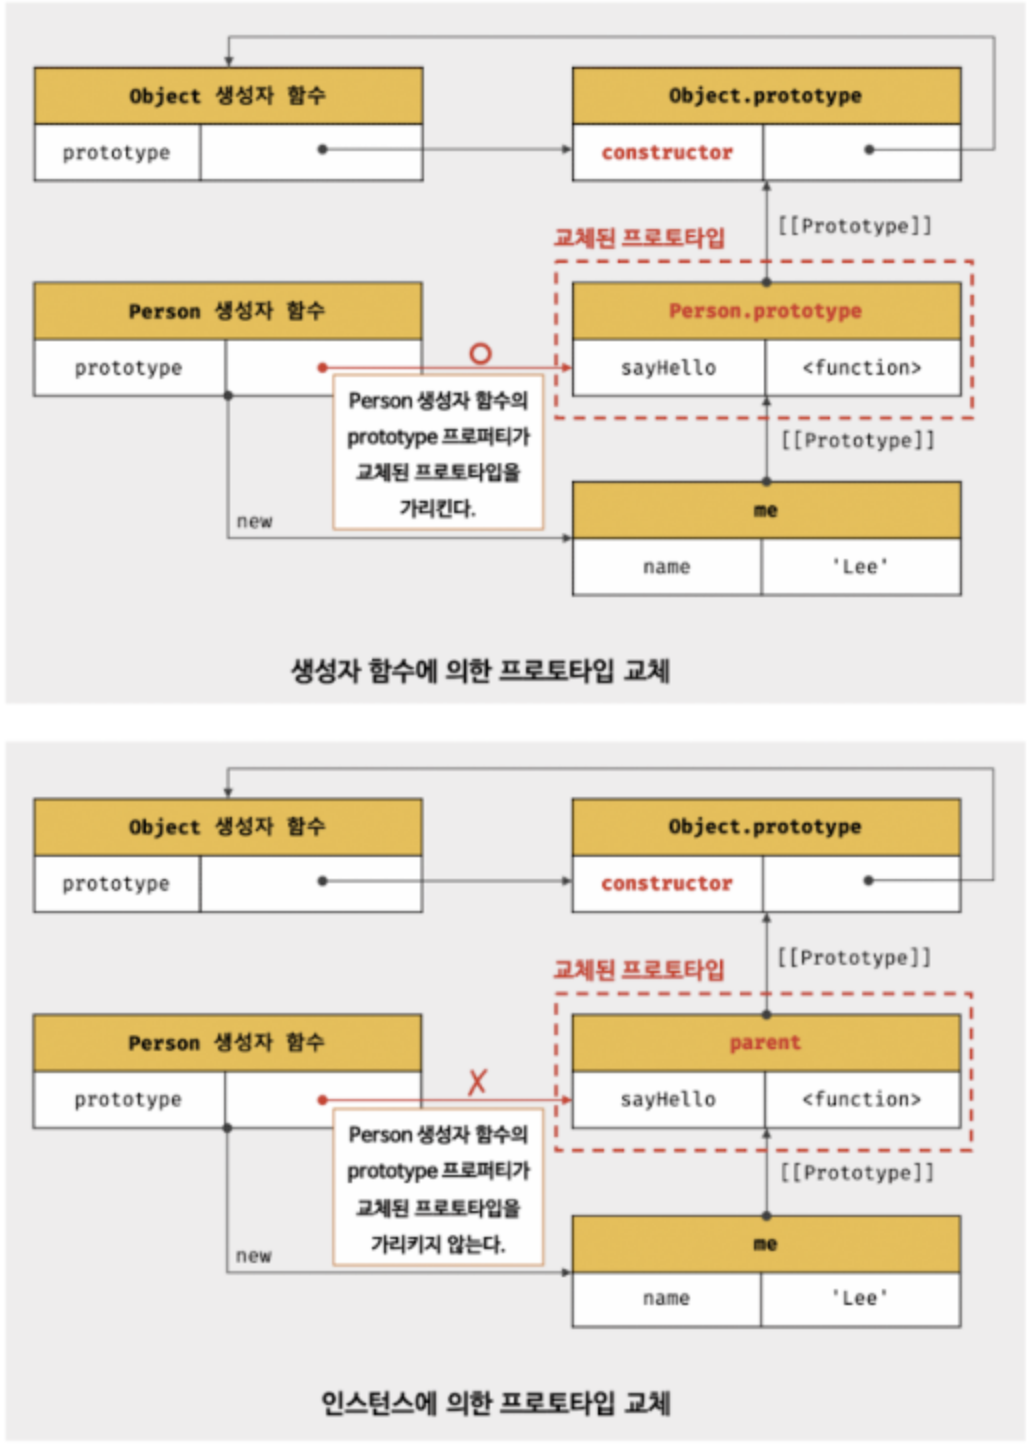 Object 생성자 함수
Object.prototype
prototype
constructor
[[Prototype]]
교체된 프로토타입
Person 생성자 함수
Person.prototype
prototype
sayHello
<function>
Person 생성자 함수의
prototype 프로퍼티가
교체된 프로토타입을
가리킨다.
[[Prototype]]
me
new
name
'Lee'
생성자 함수에 의한 프로토타입 교체
Object 생성자 함수
Object.prototype
prototype
constructor
[[Prototype]]
교체된 프로토타입
Person 생성자 함수
parent
prototype
sayHello
<function>
Person 생성자 함수의
prototype 프로퍼티가
교체된 프로토타입을
가리키지 않는다.
[[Prototype]]
me
new
name
'Lee'
인스턴스에 의한 프로토타입 교체